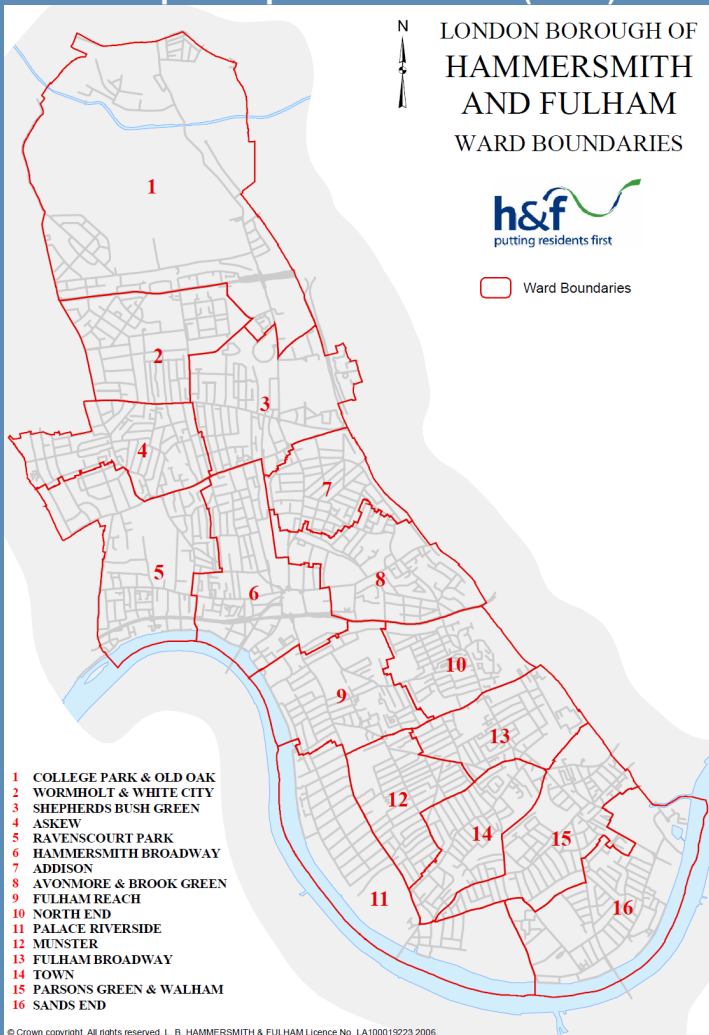 N
LONDON BOROUGH OF
HAMMERSMITH
AND FULHAM
WARD BOUNDARIES
h&f
putting residents first
Ward Boundaries
1
2
3
4
7
5
8
6
10
9
13
12
14
15
11
16
1 COLLEGE PARK & OLD OAK
2 WORMHOLT & WHITE CITY
3 SHEPHERDS BUSH GREEN
4 ASKEW
5 RAVENSCOURT PARK
6 HAMMERSMITH BROADWAY
7 ADDISON
8 AVONMORE & BROOK GREEN
9 FULHAM REACH
10 NORTH END
11 PALACE RIVERSIDE
12 MUNSTER
13 FULHAM BROADWAY
14 TOWN
15 PARSONS GREEN & WALHAM
16 SANDS END
© Crown copyright. All rights reserved. L. B. HAMMERSMITH & FULHAM Licence No. LA100019223 2006.